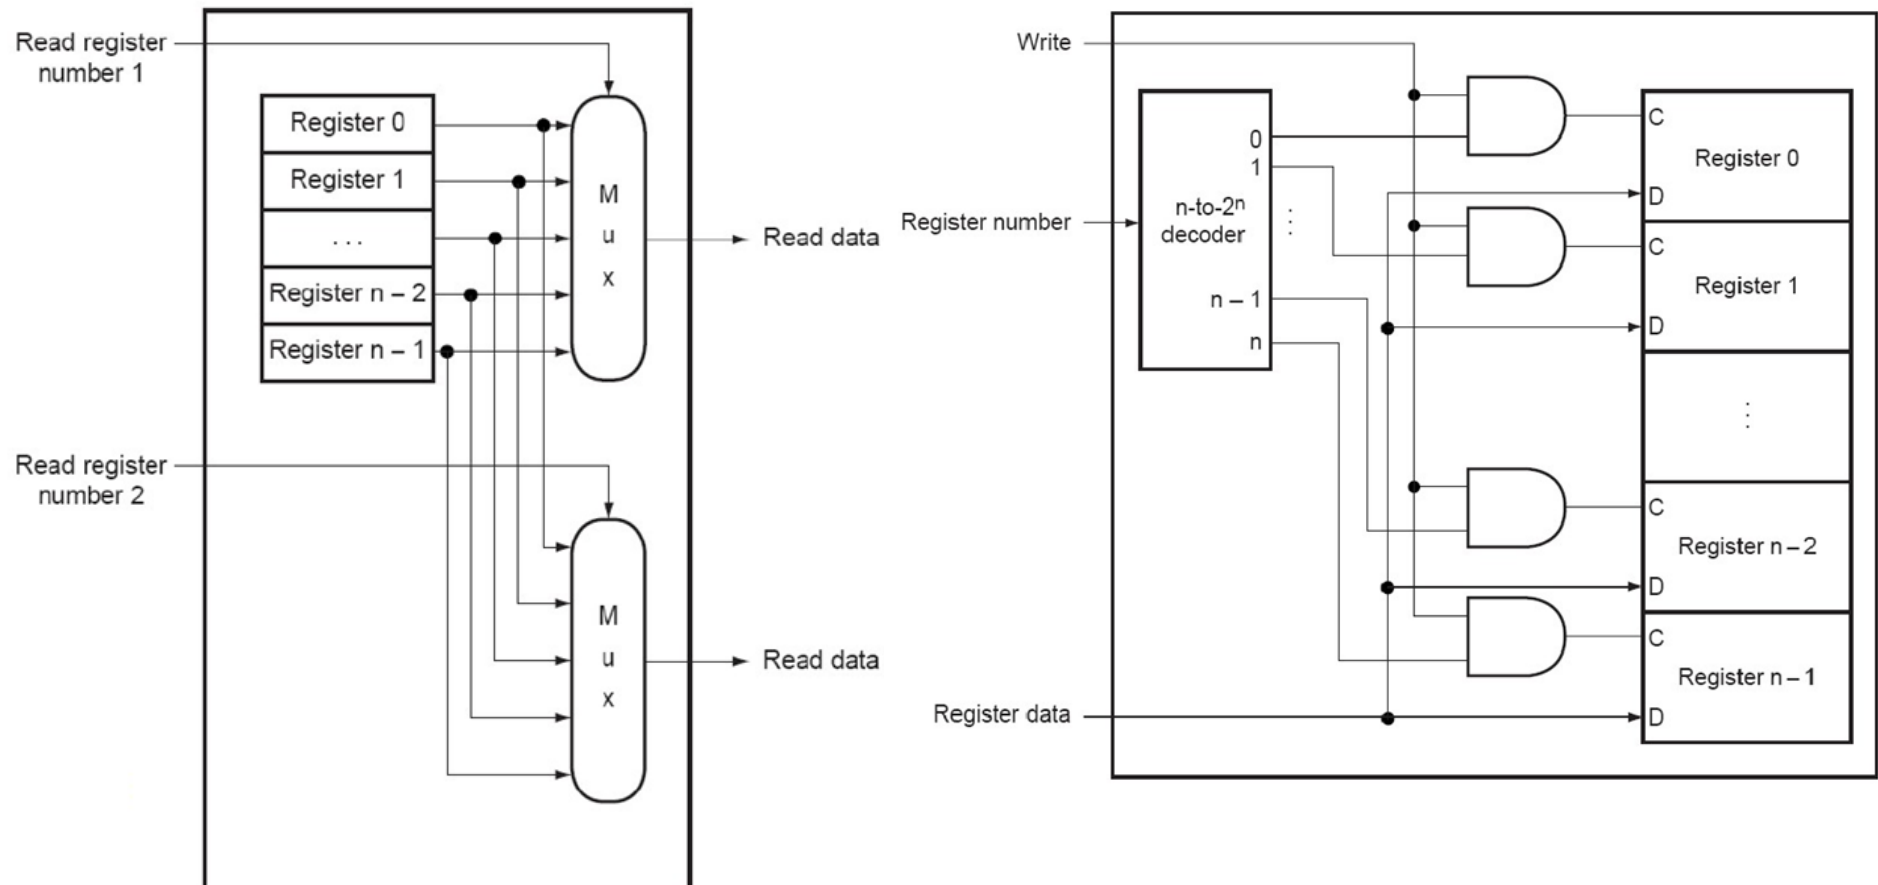 Read register
number 1
Register 0
Register 1
. . .
Register n – 2
Register n – 1
M
u
x
Read data
Read register
number 2
M
u
x
Read data
Write
Register number
n-to-2ⁿ
decoder
0
1
⋮
n – 1
n
C
Register 0
D
C
Register 1
D
⋮
C
Register n – 2
D
C
Register n – 1
D
Register data